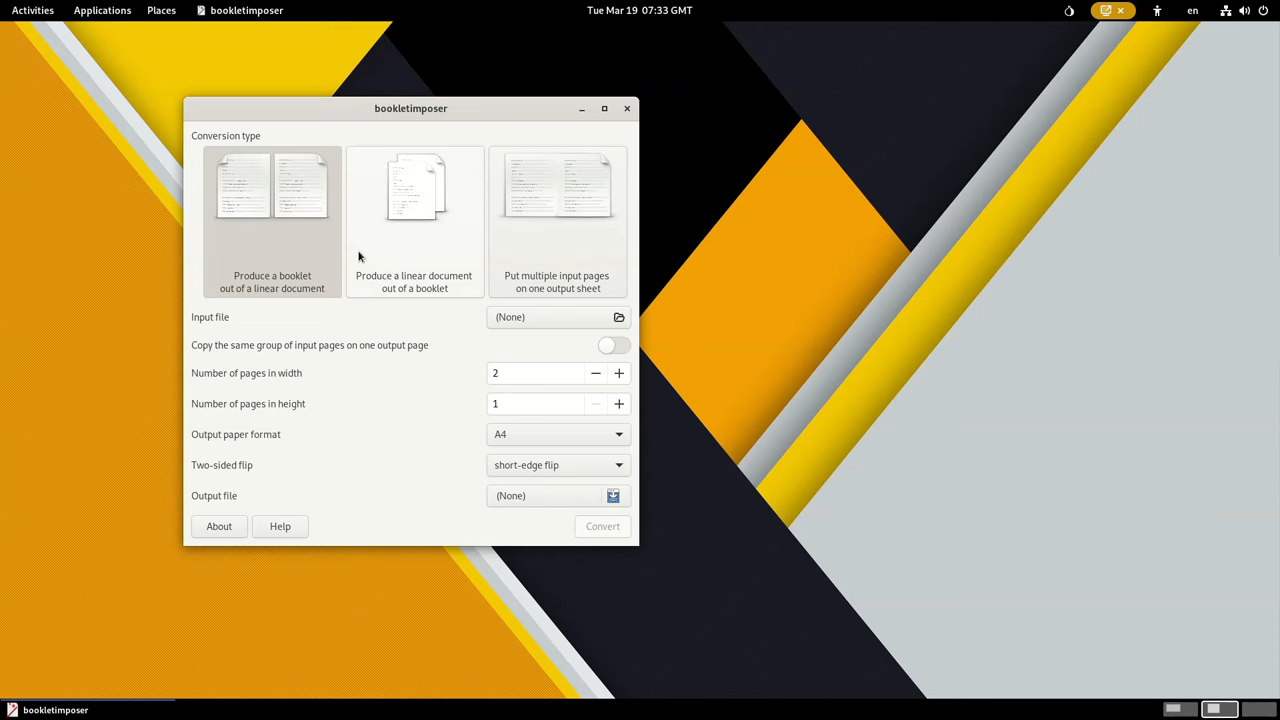 Activities
Applications
Places
bookletimposer
Tue Mar 19 07:33 GMT
en
bookletimposer
Conversion type
Produce a booklet
out of a linear document
Produce a linear document
out of a booklet
Put multiple input pages
on one output sheet
Input file
(None)
Copy the same group of input pages on one output page
Number of pages in width
2
Number of pages in height
1
Output paper format
A4
Two-sided flip
short-edge flip
Output file
(None)
About
Help
Convert
bookletimposer